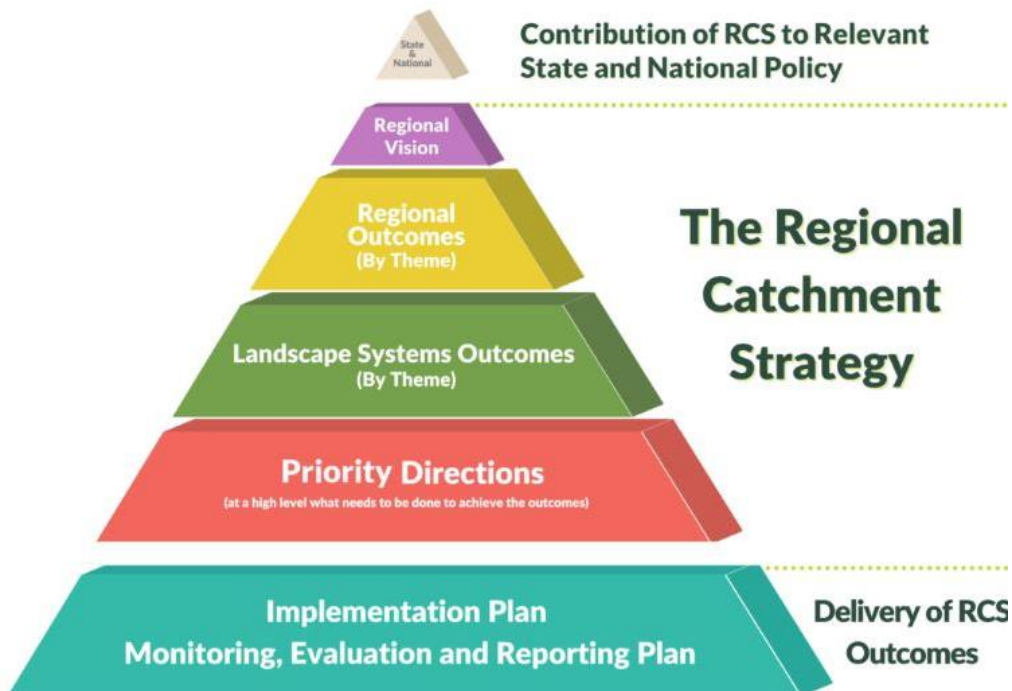 State
&
National
Contribution of RCS to Relevant
State and National Policy
Regional
Vision
Regional
Outcomes
(By Theme)
The Regional
Catchment
Strategy
Landscape Systems Outcomes
(By Theme)
Priority Directions
(at a high level what needs to be done to achieve the outcomes)
Implementation Plan
Monitoring, Evaluation and Reporting Plan
Delivery of RCS
Outcomes